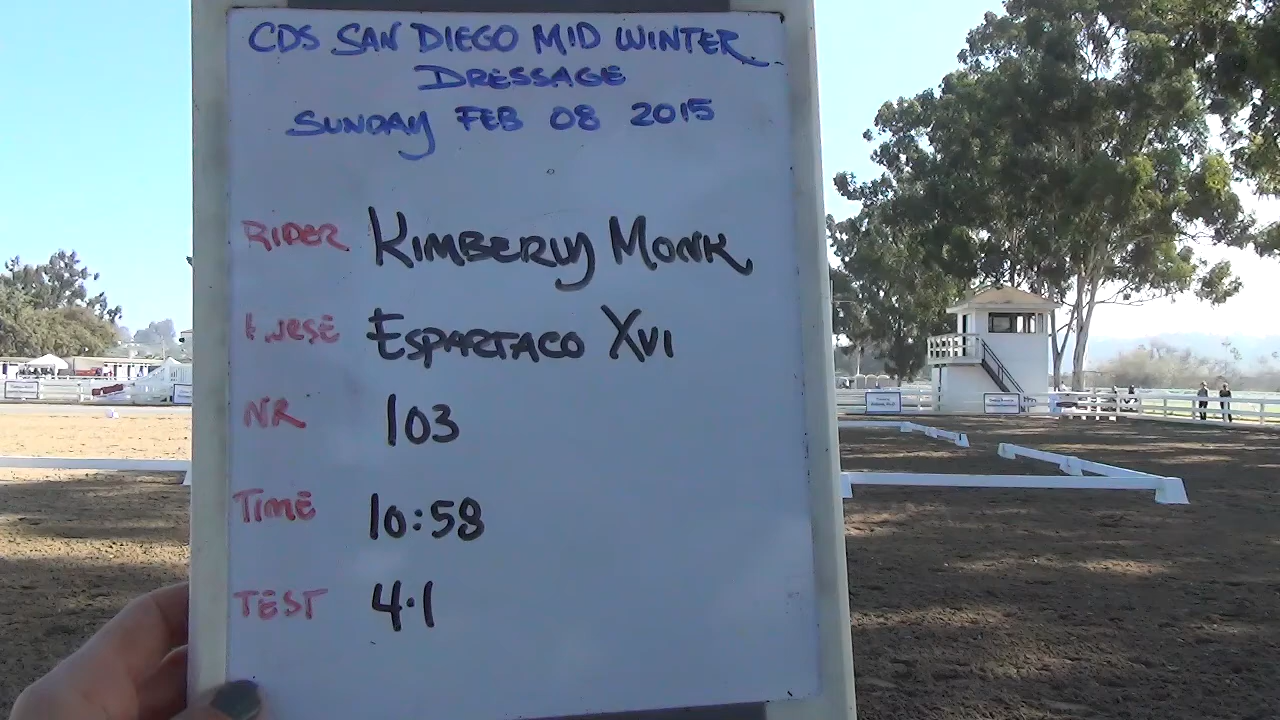 CDS SAN DIEGO MID WINTER
DRESSAGE
SUNDAY FEB 08 2015
RIDER KIMBERLY MONK
HORSE ESPARTACO XVI
NR 103
TIME 10:58
TEST 4.1